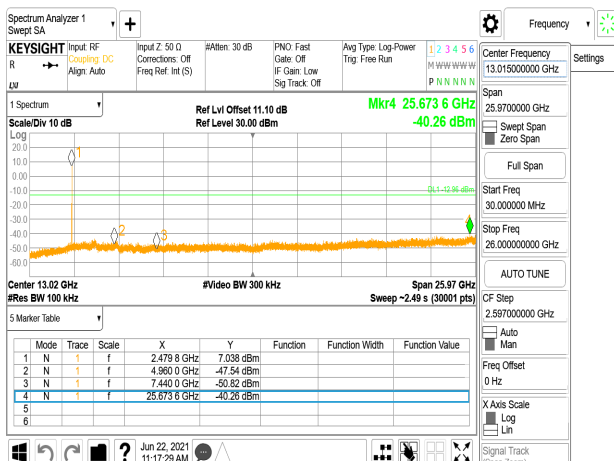 Spectrum Analyzer 1
Swept SA
Frequency
KEYSIGHT
R
LXI
Input: RF
Coupling: DC
Align: Auto
Input Z: 50 Ω
Corrections: Off
Freq Ref: Int (S)
#Atten: 30 dB
PNO: Fast
Gate: Off
IF Gain: Low
Sig Track: Off
Avg Type: Log-Power
Trig: Free Run
1 2 3 4 5 6
M W W W W W
P N N N N N
1 Spectrum
Scale/Div 10 dB
Ref Lvl Offset 11.10 dB
Ref Level 30.00 dBm
Mkr4 25.673 6 GHz
-40.26 dBm
Log
20.0
10.0
0.00
-10.0
-20.0
-30.0
-40.0
-50.0
-60.0
1
2
3
4
DL1 -12.96 dBm
Center 13.02 GHz
#Video BW 300 kHz
Span 25.97 GHz
#Res BW 100 kHz
Sweep ~2.49 s (30001 pts)
5 Marker Table
Mode Trace Scale X Y Function Function Width Function Value
1 N 1 f 2.479 8 GHz 7.038 dBm
2 N 1 f 4.960 0 GHz -47.54 dBm
3 N 1 f 7.440 0 GHz -50.82 dBm
4 N 1 f 25.673 6 GHz -40.26 dBm
5
6
Jun 22, 2021
11:17:29 AM
Center Frequency
13.015000000 GHz
Settings
Span
25.9700000 GHz
Swept Span
Zero Span
Full Span
Start Freq
30.000000 MHz
Stop Freq
26.000000000 GHz
AUTO TUNE
CF Step
2.597000000 GHz
Auto
Man
Freq Offset
0 Hz
X Axis Scale
Log
Lin
Signal Track